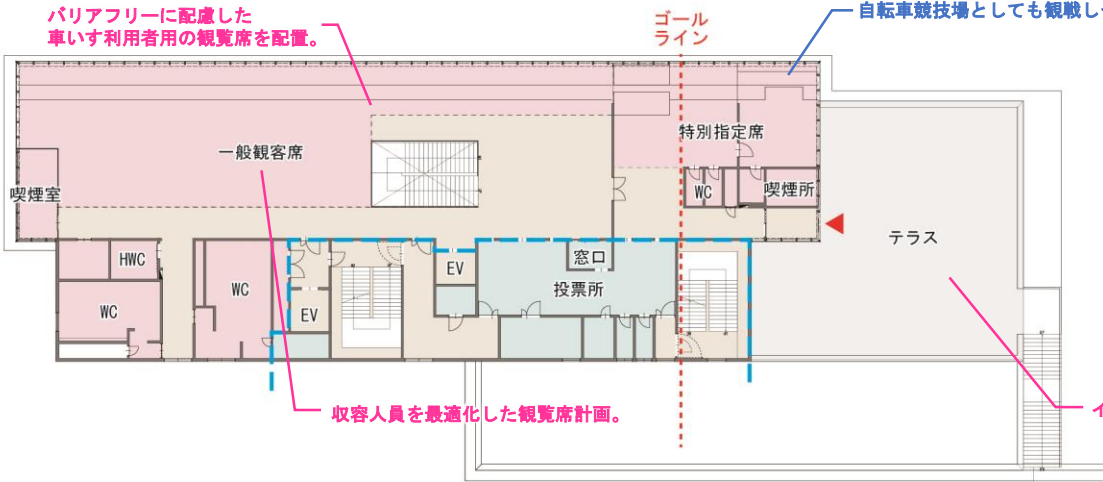 バリアフリーに配慮した
車いす利用者用の観覧席を配置。
ゴール
ライン
自転車競技場としても観戦し
一般観客席
特別指定席
喫煙室
WC
喫煙所
テラス
HWC
WC
WC
EV
EV
窓口
投票所
収容人員を最適化した観覧席計画。
イ